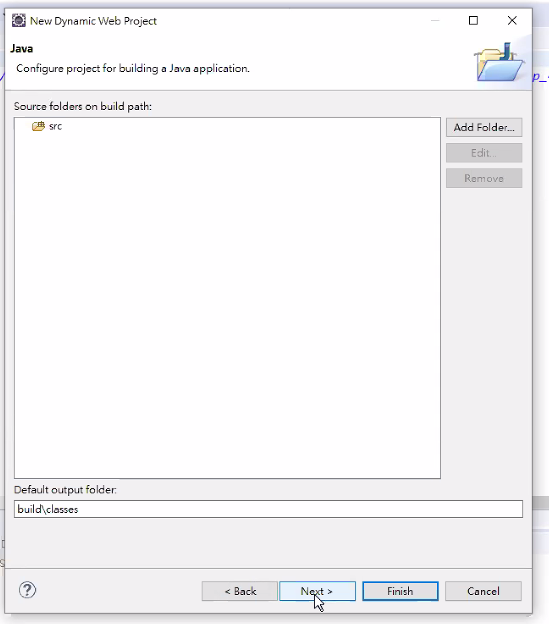 New Dynamic Web Project
Java
Configure project for building a Java application.
Source folders on build path:
src
Add Folder...
Edit...
Remove
Default output folder:
build\classes
< Back
Next >
Finish
Cancel
p_